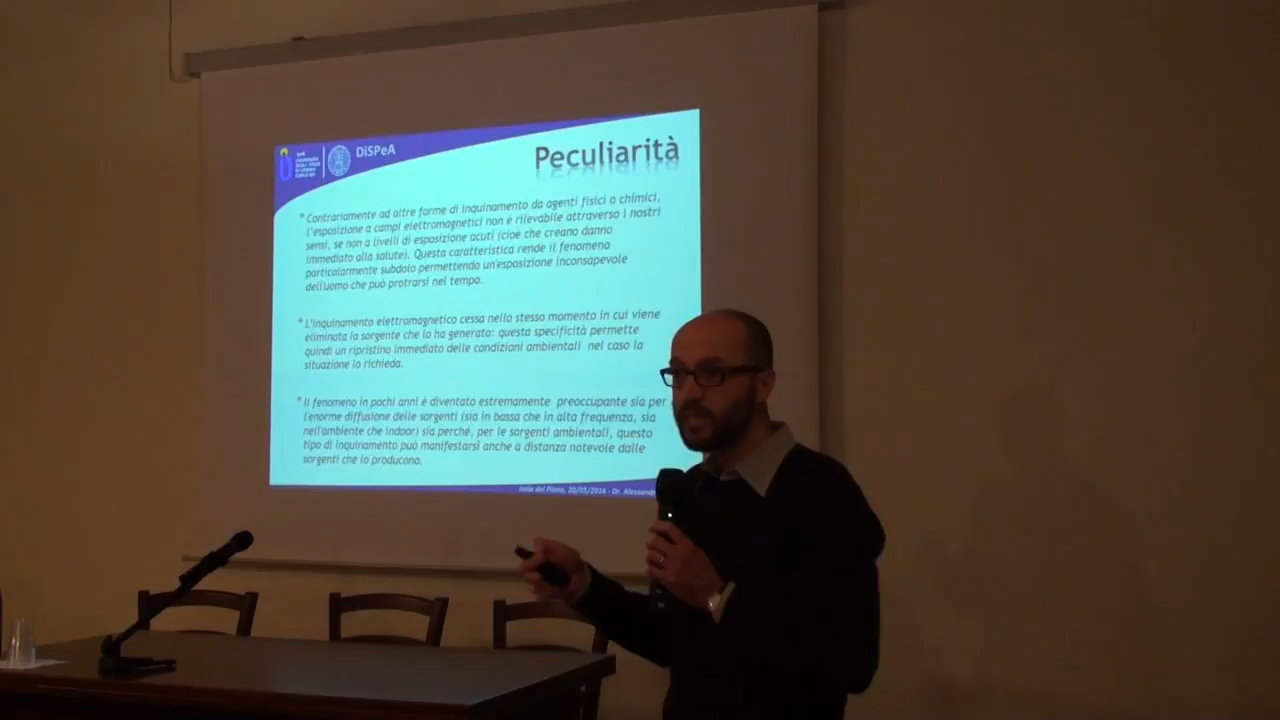 DiSPeA
Peculiarità
* Contrariamente ad altre forme di inquinamento da agenti fisici o chimici,
l'esposizione a campi elettromagnetici non è rilevabile attraverso i nostri
sensi, se non a livelli di esposizione acuti (cioè che creano danno
immediato alla salute). Questa caratteristica rende il fenomeno
particolarmente subdolo permettendo un'esposizione inconsapevole
dell'uomo che può protrarsi nel tempo.
* L'inquinamento elettromagnetico cessa nello stesso momento in cui viene
eliminata la sorgente che lo ha generato: questa specificità permette
quindi un ripristino immediato delle condizioni ambientali nel caso la
situazione lo richieda.
* Il fenomeno in pochi anni è diventato estremamente preoccupante sia per
l'enorme diffusione delle sorgenti (sia in bassa che in alta frequenza, sia
nell'ambiente che indoor) sia perché, per le sorgenti ambientali, questo
tipo di inquinamento può manifestarsi anche a distanza notevole dalle
sorgenti che lo producono.
Isola del Piano, 20/05/2016 - Dr. Alessandr